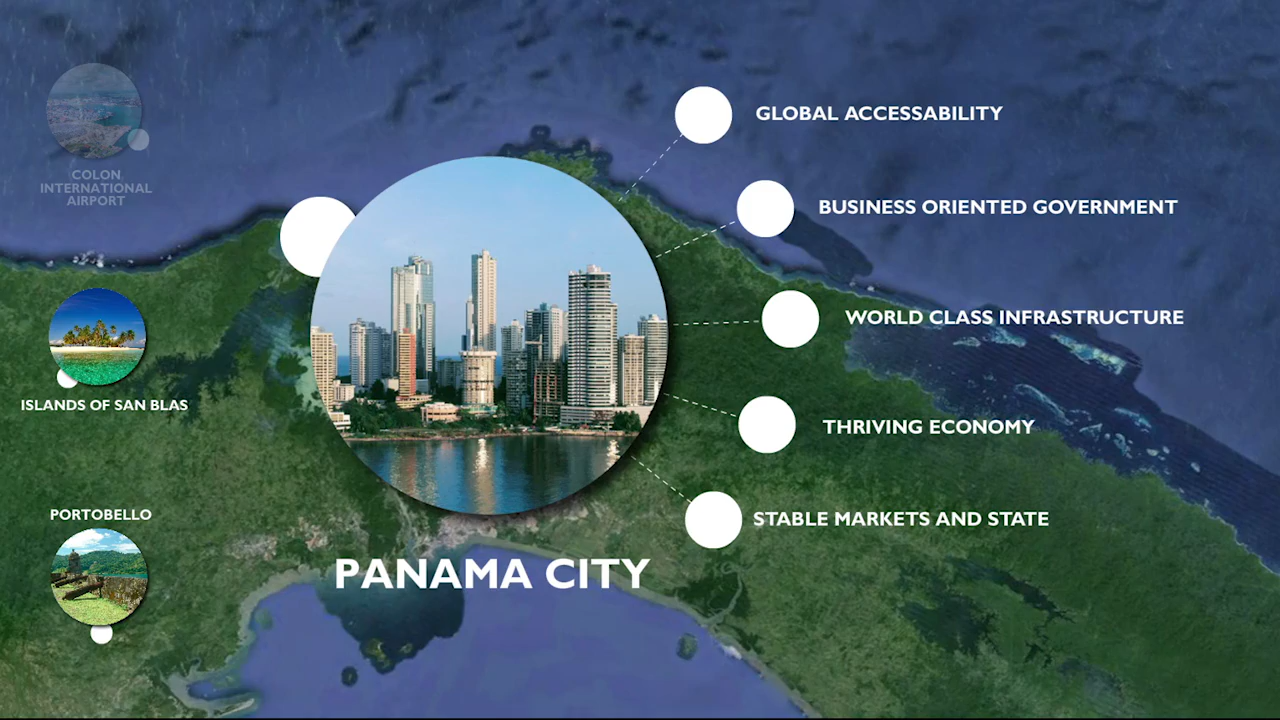 COLON
INTERNATIONAL
AIRPORT
ISLANDS OF SAN BLAS
PORTOBELLO
PANAMA CITY
GLOBAL ACCESSABILITY
BUSINESS ORIENTED GOVERNMENT
WORLD CLASS INFRASTRUCTURE
THRIVING ECONOMY
STABLE MARKETS AND STATE